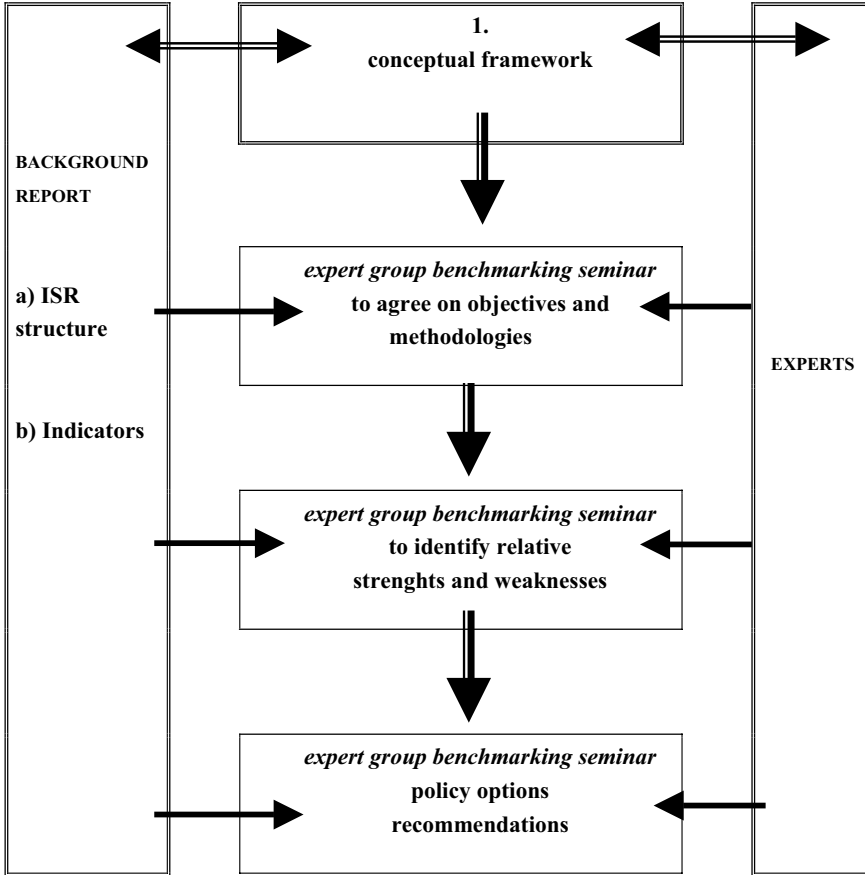 1.
conceptual framework
BACKGROUND
REPORT
a) ISR
structure
b) Indicators
expert group benchmarking seminar
to agree on objectives and
methodologies
EXPERTS
expert group benchmarking seminar
to identify relative
strenghts and weaknesses
expert group benchmarking seminar
policy options
recommendations